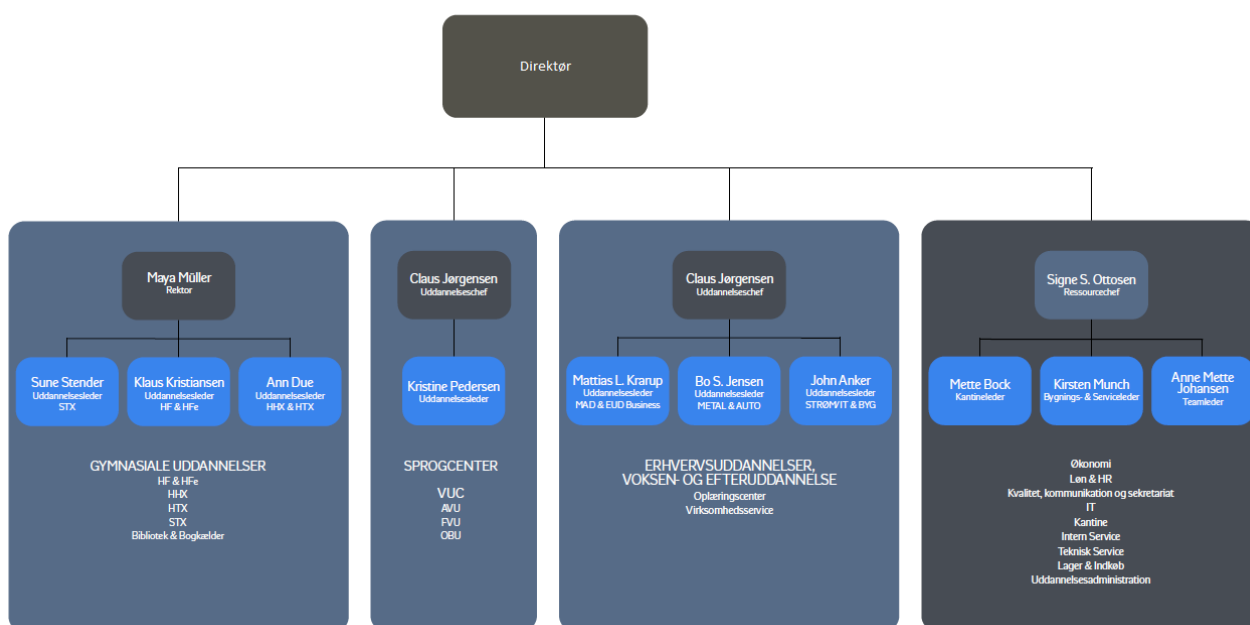 Direktør
Maya Müller
Rektor
Sune Stender
Uddannelsesleder
STX
Klaus Kristiansen
Uddannelsesleder
HF & HFe
Ann Due
Uddannelsesleder
HHX & HTX
GYMNASIALE UDDANNELSER
HF & HFe
HHX
HTX
STX
Bibliotek & Bogkælder
Claus Jørgensen
Uddannelseschef
Kristine Pedersen
Uddannelsesleder
SPROGCENTER
VUC
AVU
FVU
OBU
Claus Jørgensen
Uddannelseschef
Mattias L. Krarup
Uddannelsesleder
MAD & EUD Business
Bo S. Jensen
Uddannelsesleder
METAL & AUTO
John Anker
Uddannelsesleder
STRØM/IT & BYG
ERHVERVSUDDANNELSER,
VOKSEN- OG EFTERUDDANNELSE
Oplæringscenter
Virksomhedsservice
Signe S. Ottosen
Ressourcechef
Mette Bock
Kantineleder
Kirsten Munch
Bygnings- & Serviceleder
Anne Mette
Johansen
Teamleder
Økonomi
Løn & HR
Kvalitet, kommunikation og sekretariat
IT
Kantine
Intern Service
Teknisk Service
Lager & Indkøb
Uddannelsesadministration